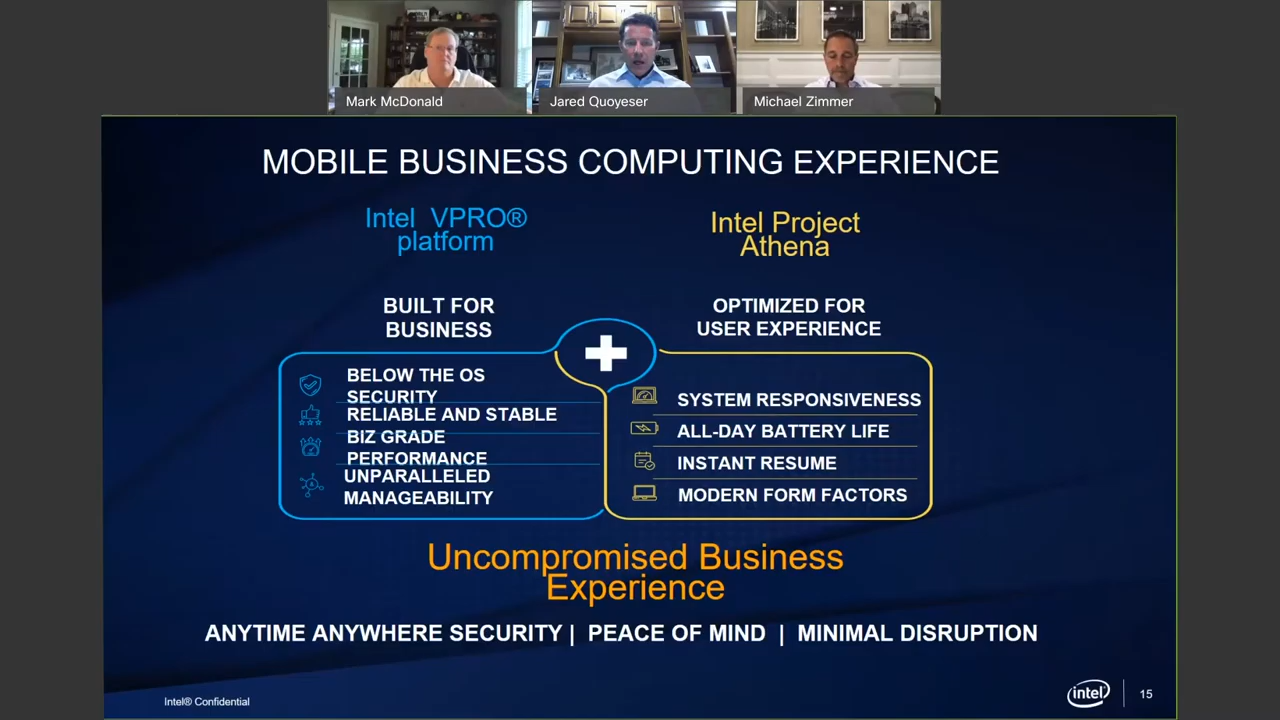 Mark McDonald
Jared Quoyeser
Michael Zimmer
MOBILE BUSINESS COMPUTING EXPERIENCE
Intel VPRO®
platform
Intel Project
Athena
BUILT FOR
BUSINESS
OPTIMIZED FOR
USER EXPERIENCE
BELOW THE OS
SECURITY
RELIABLE AND STABLE
BIZ GRADE
PERFORMANCE
UNPARALLELED
MANAGEABILITY
SYSTEM RESPONSIVENESS
ALL-DAY BATTERY LIFE
INSTANT RESUME
MODERN FORM FACTORS
Uncompromised Business
Experience
ANYTIME ANYWHERE SECURITY | PEACE OF MIND | MINIMAL DISRUPTION
Intel® Confidential
intel
15